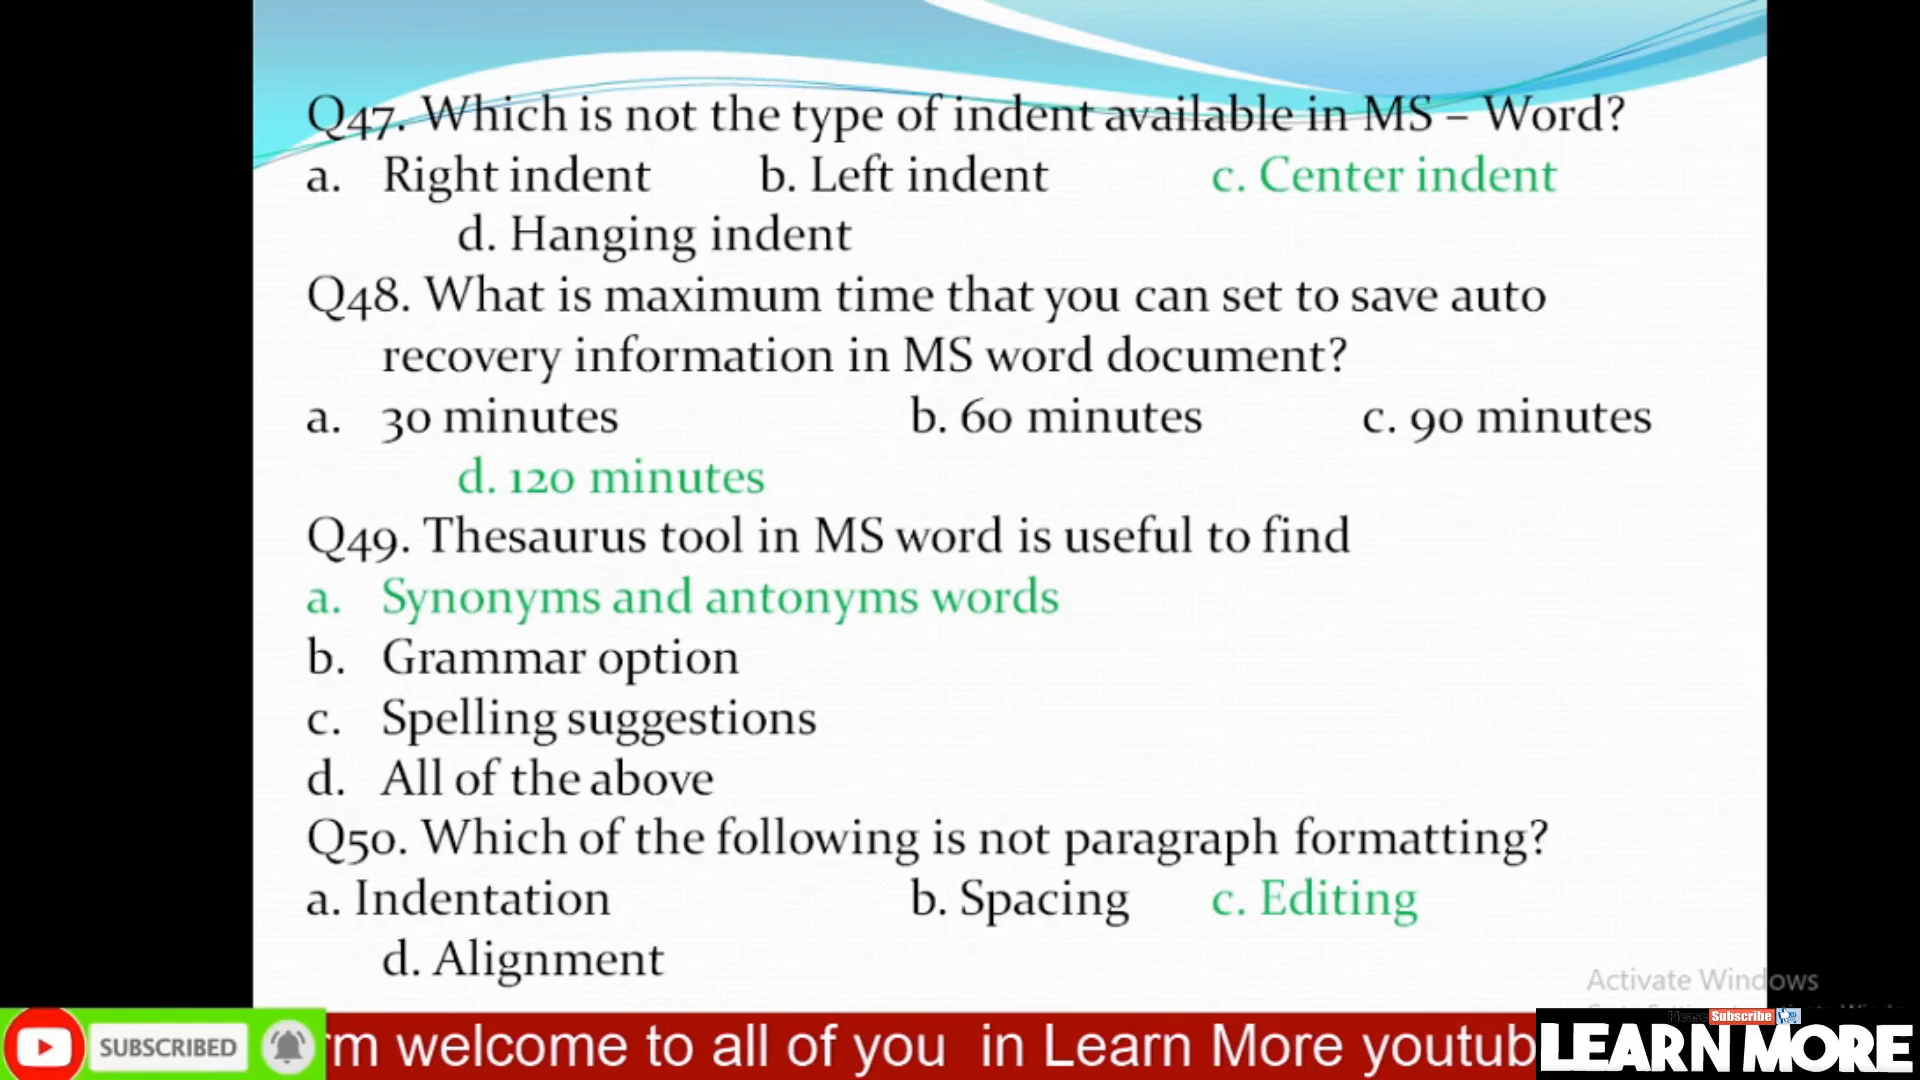 Q47. Which is not the type of indent available in MS – Word?
a. Right indent b. Left indent c. Center indent
d. Hanging indent
Q48. What is maximum time that you can set to save auto
recovery information in MS word document?
a. 30 minutes b. 60 minutes c. 90 minutes
d. 120 minutes
Q49. Thesaurus tool in MS word is useful to find
a. Synonyms and antonyms words
b. Grammar option
c. Spelling suggestions
d. All of the above
Q50. Which of the following is not paragraph formatting?
a. Indentation b. Spacing c. Editing
d. Alignment
Activate Windows
Please Subscribe
SUBSCRIBED
rm welcome to all of you in Learn More youtub
LEARN MORE